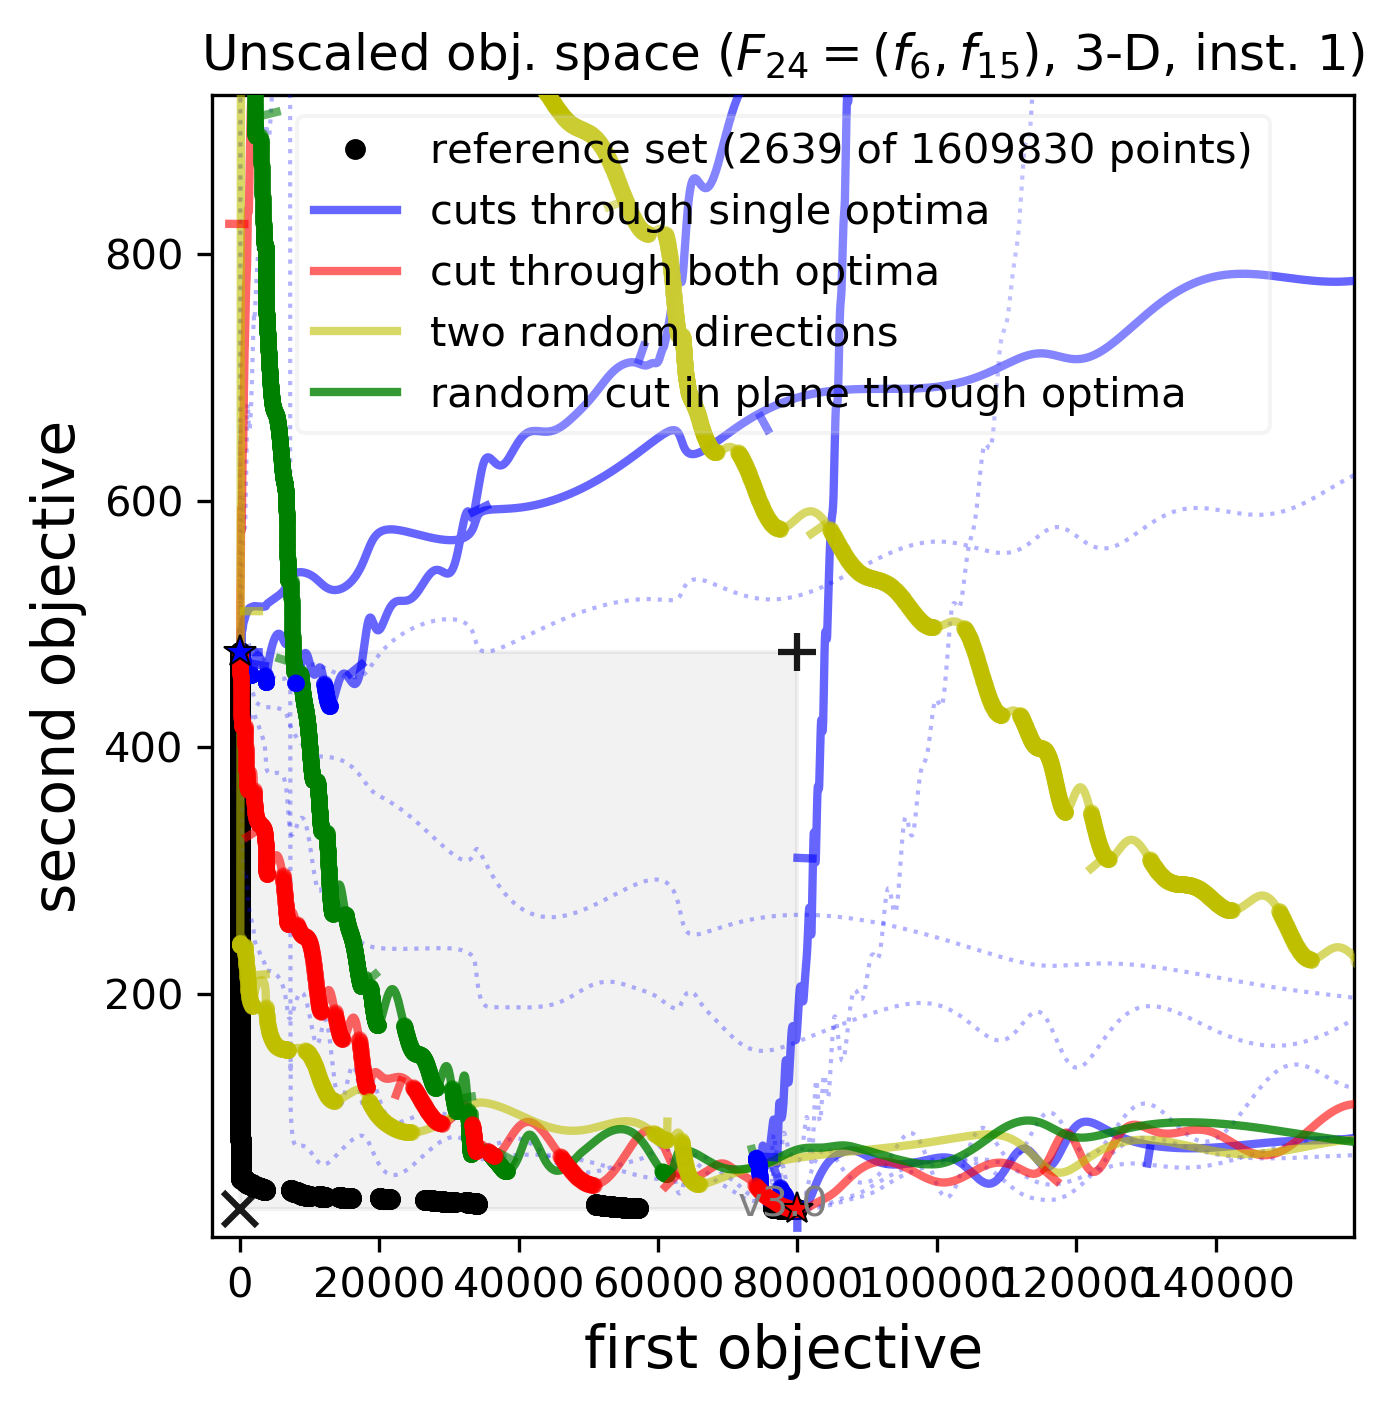 Unscaled obj. space (F₂₄ = (f₆, f₁₅), 3-D, inst. 1)
reference set (2639 of 1609830 points)
cuts through single optima
cut through both optima
two random directions
random cut in plane through optima
second objective
800
600
400
200
v3.0
0 20000 40000 60000 80000 100000 120000 140000
first objective